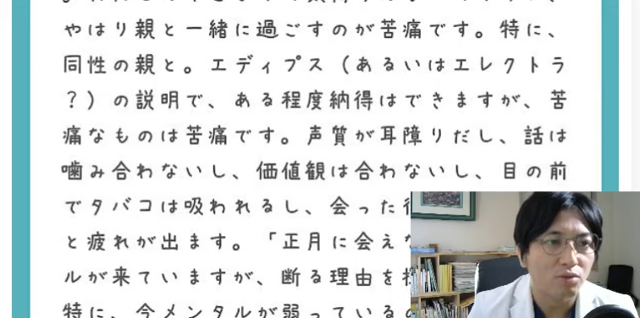 やはり親と一緒に過ごすのが苦痛です。特に、
同性の親と。エディプス（あるいはエレクトラ
？）の説明で、ある程度納得はできますが、苦
痛なものは苦痛です。声質が耳障りだし、話は
噛み合わないし、価値観は合わないし、目の前
でタバコは吸われるし、会った
と疲れが出ます。「正月に会え
ルが来ていますが、断る理由を
特に、今メンタルが弱っている